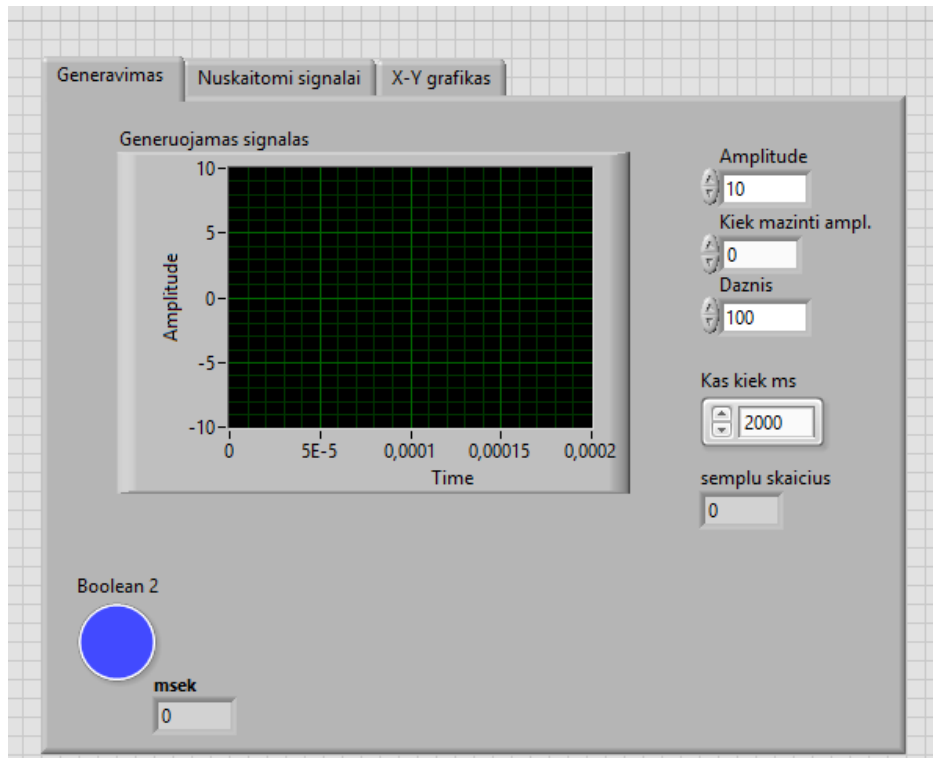 Generavimas
Nuskaitomi signalai
X-Y grafikas
Generuojamas signalas
10
5
0
-5
-10
Amplitude
0
5E-5
0,0001
0,00015
0,0002
Time
Amplitude
10
Kiek mazinti ampl.
0
Daznis
100
Kas kiek ms
2000
semplu skaicius
0
Boolean 2
msek
0